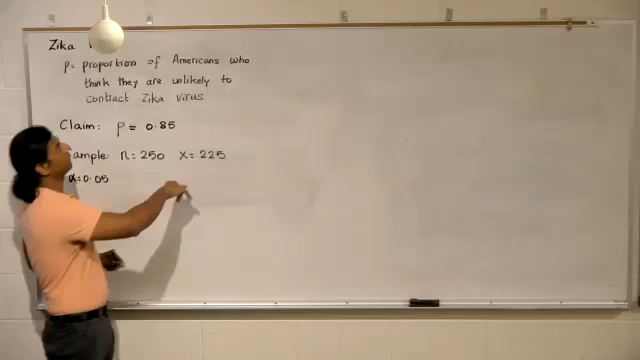 Zika
p= proportion of Americans who
think they are unlikely to
contract Zika virus
Claim: p = 0.85
ample: n = 250 x = 225
α = 0.05